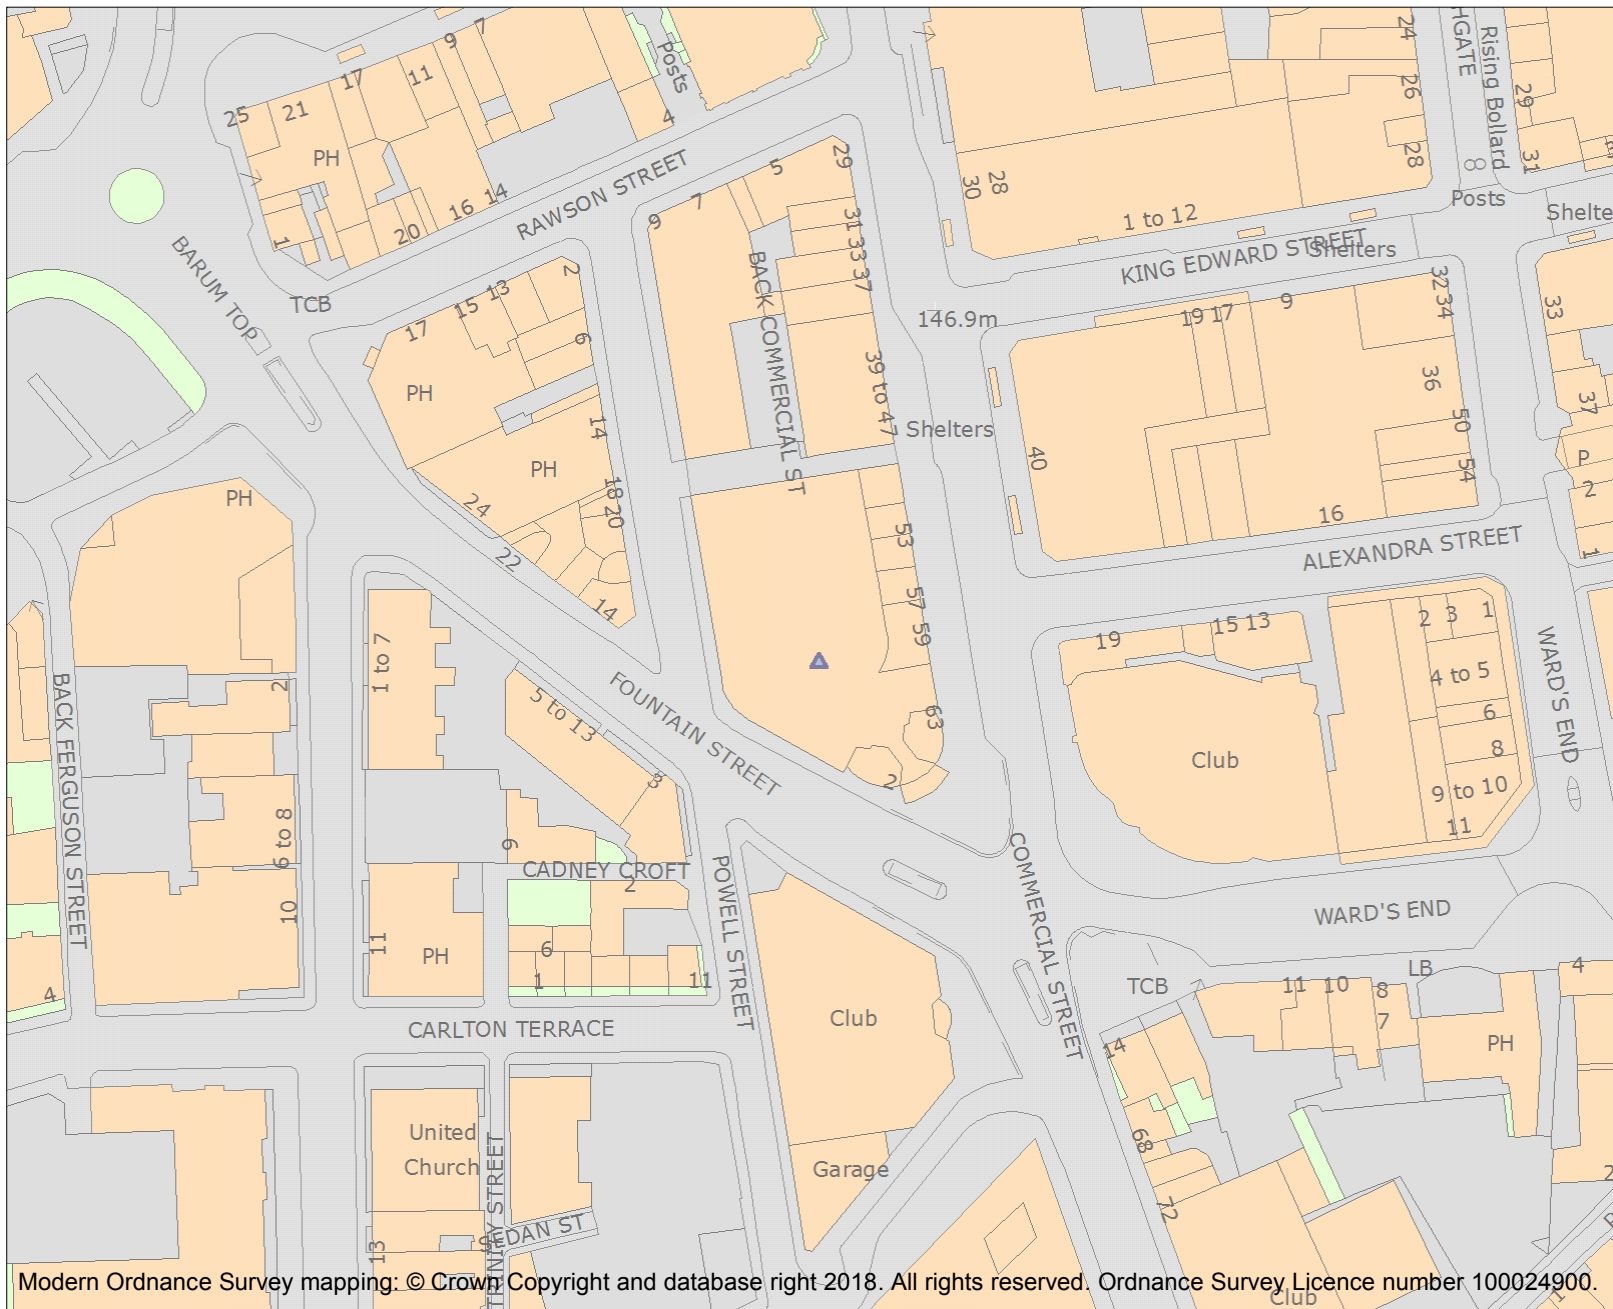 7
9
17
11
25
21
PH
4
Posts
16 14
20
1
RAWSON STREET
BARUM TOP
TCB
5
29
7
9
31
33
37
BACK COMMERCIAL ST
39 to 47
24
26
28
HGATE
Rising Bollard
29
31
Posts
Shelte
30
28
1 to 12
KING EDWARD STREET
Shelters
146.9m
Shelters
2
13
15
17
6
PH
14
PH
18
20
24
22
14
19 17
9
32
34
36
50
54
40
16
33
37
P
2
1
ALEXANDRA STREET
PH
53
57
59
63
2
19
15 13
2 3 1
4 to 5
6
8
9 to 10
11
WARD'S END
Club
1 to 7
2
BACK FERGUSON STREET
5 to 13
3
FOUNTAIN STREET
6 to 8
9
CADNEY CROFT
2
10
11
PH
6
1
11
4
POWELL STREET
COMMERCIAL STREET
WARD'S END
LB
TCB
11 10 8
7
4
PH
Club
CARLTON TERRACE
14
68
72
United
Church
Garage
TRINITY STREET
EDAN ST
13
2
Club
1
Modern Ordnance Survey mapping: © Crown Copyright and database right 2018. All rights reserved. Ordnance Survey Licence number 100024900.